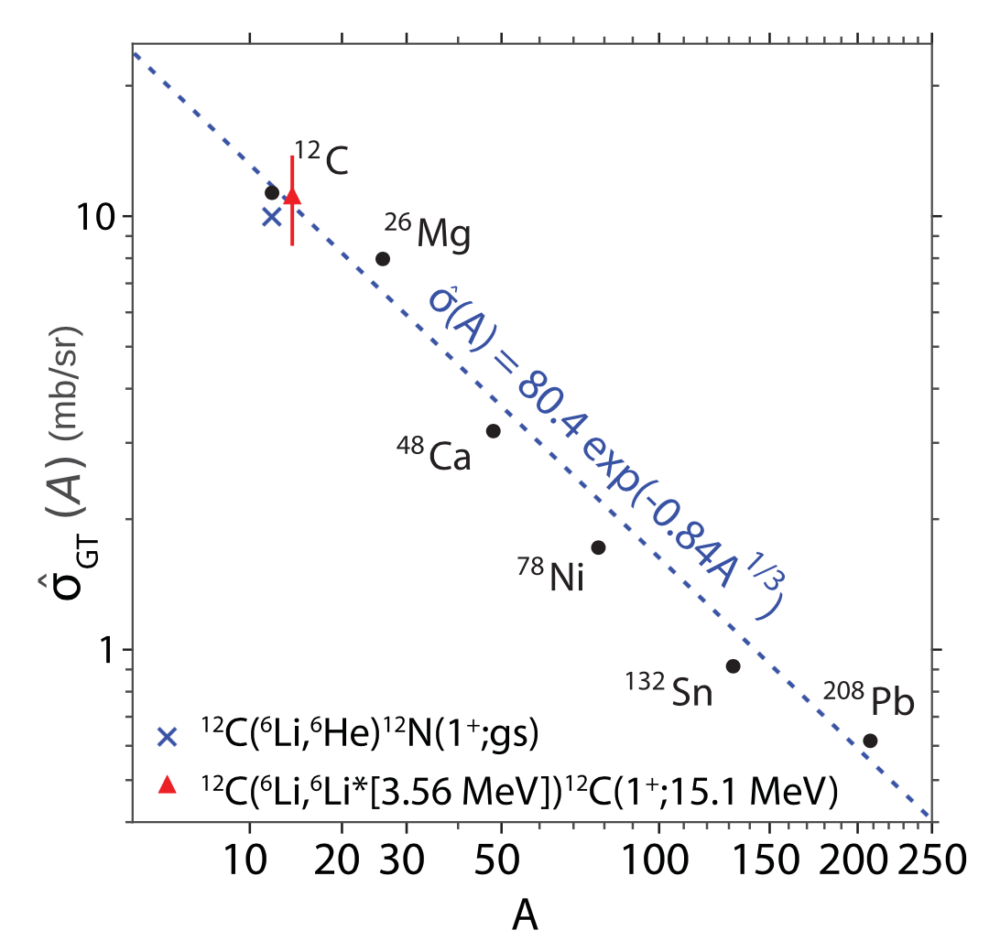 ¹²C
10
²⁶Mg
σ̂(A) = 80.4 exp(-0.84A^1/3)
σ̂_GT (A) (mb/sr)
⁴⁸Ca
⁷⁸Ni
1
¹³²Sn
²⁰⁸Pb
¹²C(⁶Li,⁶He)¹²N(1⁺;gs)
¹²C(⁶Li,⁶Li*[3.56 MeV])¹²C(1⁺;15.1 MeV)
10 20 30 50 100 150 200 250
A